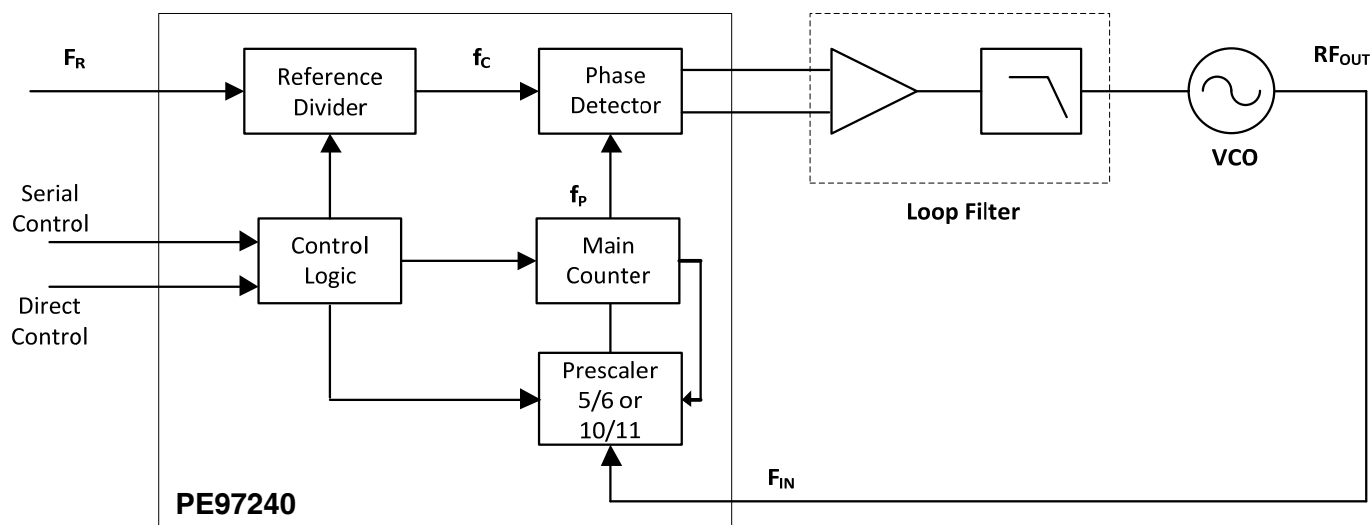 F_R
Reference
Divider
f_C
Phase
Detector
RF_OUT
VCO
Loop Filter
Serial
Control
Direct
Control
Control
Logic
f_P
Main
Counter
Prescaler
5/6 or
10/11
F_IN
PE97240